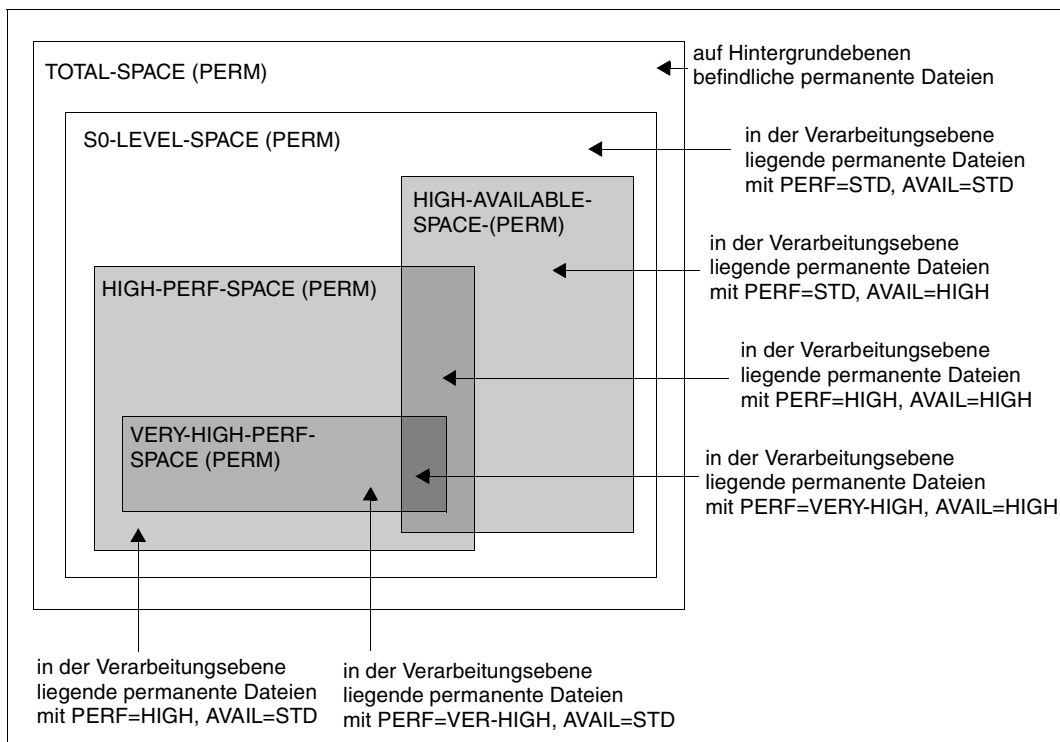 TOTAL-SPACE (PERM)
auf Hintergrundebenen
befindliche permanente Dateien
S0-LEVEL-SPACE (PERM)
in der Verarbeitungsebene
liegende permanente Dateien
mit PERF=STD, AVAIL=STD
HIGH-AVAILABLE-
SPACE-(PERM)
in der Verarbeitungsebene
liegende permanente Dateien
mit PERF=STD, AVAIL=HIGH
HIGH-PERF-SPACE (PERM)
in der Verarbeitungsebene
liegende permanente Dateien
mit PERF=HIGH, AVAIL=HIGH
VERY-HIGH-PERF-
SPACE (PERM)
in der Verarbeitungsebene
liegende permanente Dateien
mit PERF=VERY-HIGH, AVAIL=HIGH
in der Verarbeitungsebene
liegende permanente Dateien
mit PERF=HIGH, AVAIL=STD
in der Verarbeitungsebene
liegende permanente Dateien
mit PERF=VER-HIGH, AVAIL=STD